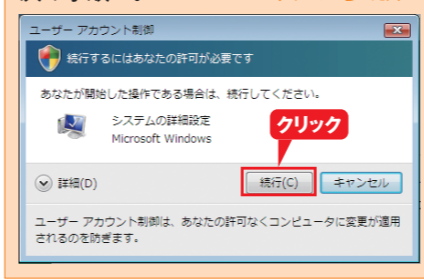 ユーザー アカウント制御
続行するにはあなたの許可が必要です
あなたが開始した操作である場合は、続行してください。
システムの詳細設定
Microsoft Windows
クリック
詳細(D)
続行(C)
キャンセル
ユーザー アカウント制御は、あなたの許可なくコンピュータに変更が適用
されるのを防ぎます。